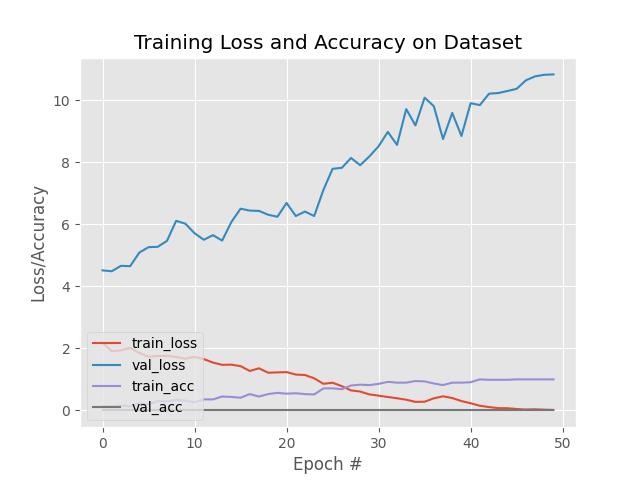 Training Loss and Accuracy on Dataset
Loss/Accuracy
10
8
6
4
2
0
train_loss
val_loss
train_acc
val_acc
0 10 20 30 40 50
Epoch #